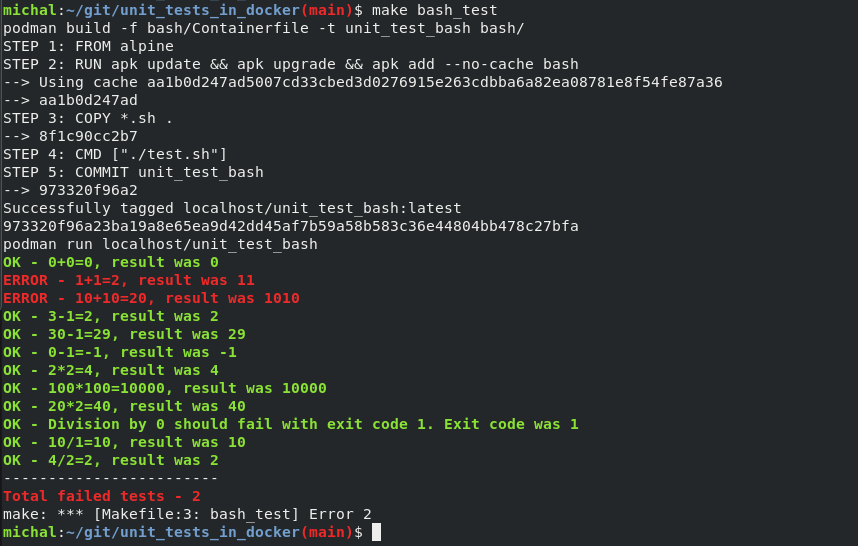 michal:~/git/unit_tests_in_docker(main)$ make bash_test
podman build -f bash/Containerfile -t unit_test_bash bash/
STEP 1: FROM alpine
STEP 2: RUN apk update && apk upgrade && apk add --no-cache bash
--> Using cache aa1b0d247ad5007cd33cbed3d0276915e263cdbba6a82ea08781e8f54fe87a36
--> aa1b0d247ad
STEP 3: COPY *.sh .
--> 8f1c90cc2b7
STEP 4: CMD ["./test.sh"]
STEP 5: COMMIT unit_test_bash
--> 973320f96a2
Successfully tagged localhost/unit_test_bash:latest
973320f96a23ba19a8e65ea9d42dd45af7b59a58b583c36e44804bb478c27bfa
podman run localhost/unit_test_bash
OK - 0+0=0, result was 0
ERROR - 1+1=2, result was 11
ERROR - 10+10=20, result was 1010
OK - 3-1=2, result was 2
OK - 30-1=29, result was 29
OK - 0-1=-1, result was -1
OK - 2*2=4, result was 4
OK - 100*100=10000, result was 10000
OK - 20*2=40, result was 40
OK - Division by 0 should fail with exit code 1. Exit code was 1
OK - 10/1=10, result was 10
OK - 4/2=2, result was 2
------------------------
Total failed tests - 2
make: *** [Makefile:3: bash_test] Error 2
michal:~/git/unit_tests_in_docker(main)$